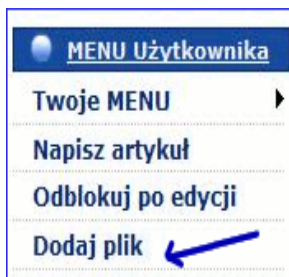 MENU Użytkownika
Twoje MENU
Napisz artykuł
Odblokuj po edycji
Dodaj plik